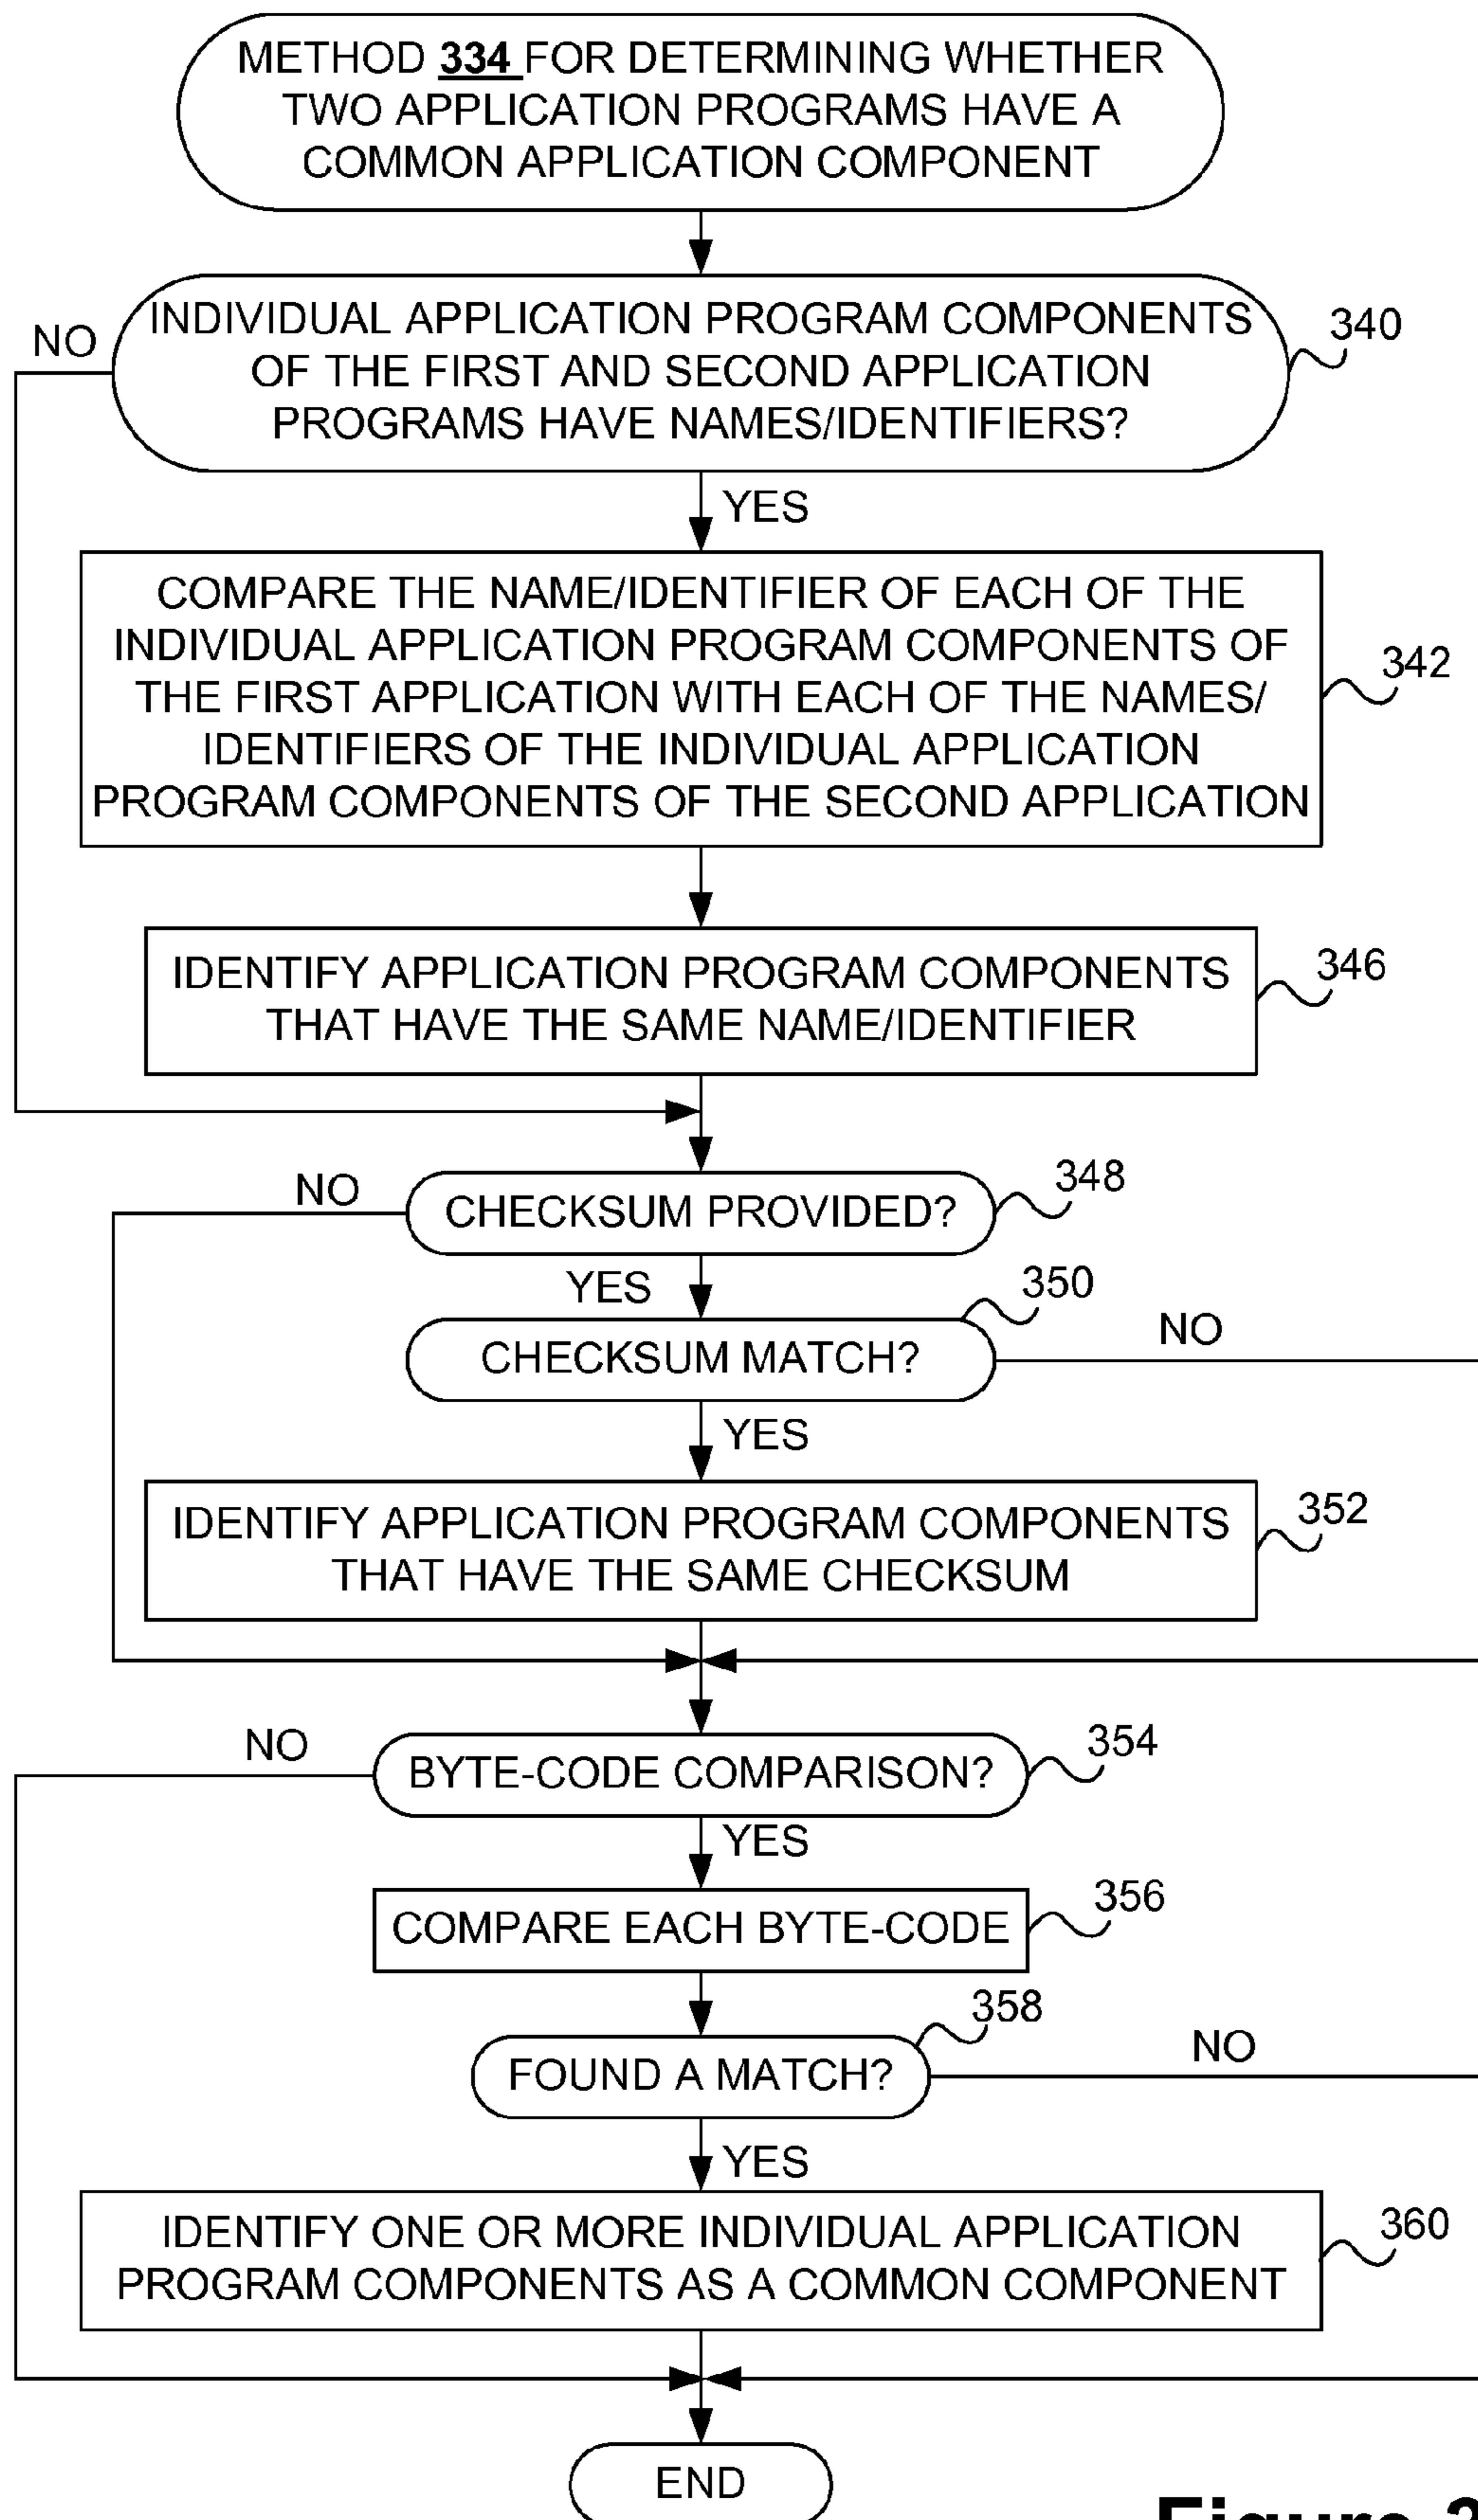 METHOD 334 FOR DETERMINING WHETHER
TWO APPLICATION PROGRAMS HAVE A
COMMON APPLICATION COMPONENT
INDIVIDUAL APPLICATION PROGRAM COMPONENTS
OF THE FIRST AND SECOND APPLICATION
PROGRAMS HAVE NAMES/IDENTIFIERS?
340
NO
YES
COMPARE THE NAME/IDENTIFIER OF EACH OF THE
INDIVIDUAL APPLICATION PROGRAM COMPONENTS OF
THE FIRST APPLICATION WITH EACH OF THE NAMES/
IDENTIFIERS OF THE INDIVIDUAL APPLICATION
PROGRAM COMPONENTS OF THE SECOND APPLICATION
342
IDENTIFY APPLICATION PROGRAM COMPONENTS
THAT HAVE THE SAME NAME/IDENTIFIER
346
NO
CHECKSUM PROVIDED?
348
YES
350
CHECKSUM MATCH?
NO
YES
IDENTIFY APPLICATION PROGRAM COMPONENTS
THAT HAVE THE SAME CHECKSUM
352
NO
BYTE-CODE COMPARISON?
354
YES
COMPARE EACH BYTE-CODE
356
358
FOUND A MATCH?
NO
YES
IDENTIFY ONE OR MORE INDIVIDUAL APPLICATION
PROGRAM COMPONENTS AS A COMMON COMPONENT
360
END
Figure